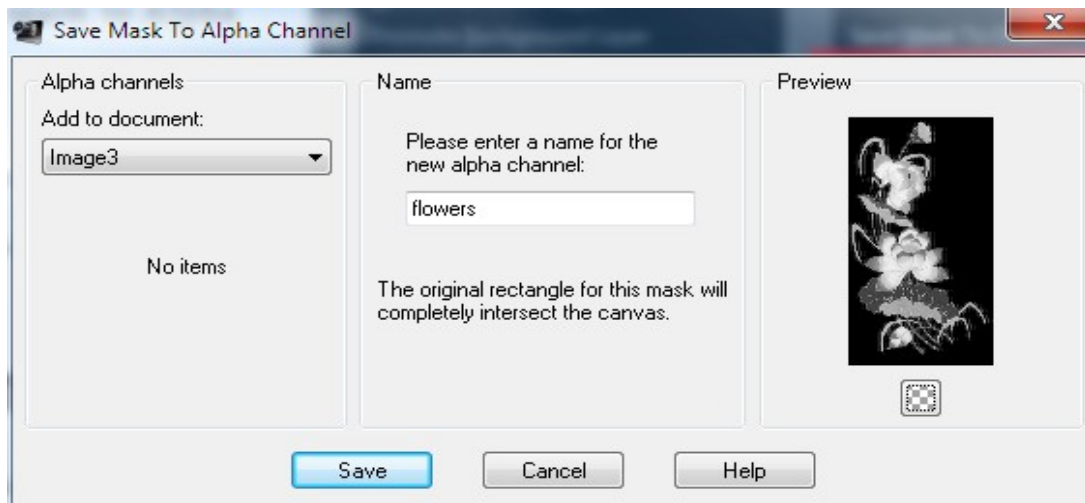 Save Mask To Alpha Channel
Alpha channels
Add to document:
Image3
No items
Name
Please enter a name for the
new alpha channel:
flowers
The original rectangle for this mask will
completely intersect the canvas.
Preview
Save
Cancel
Help